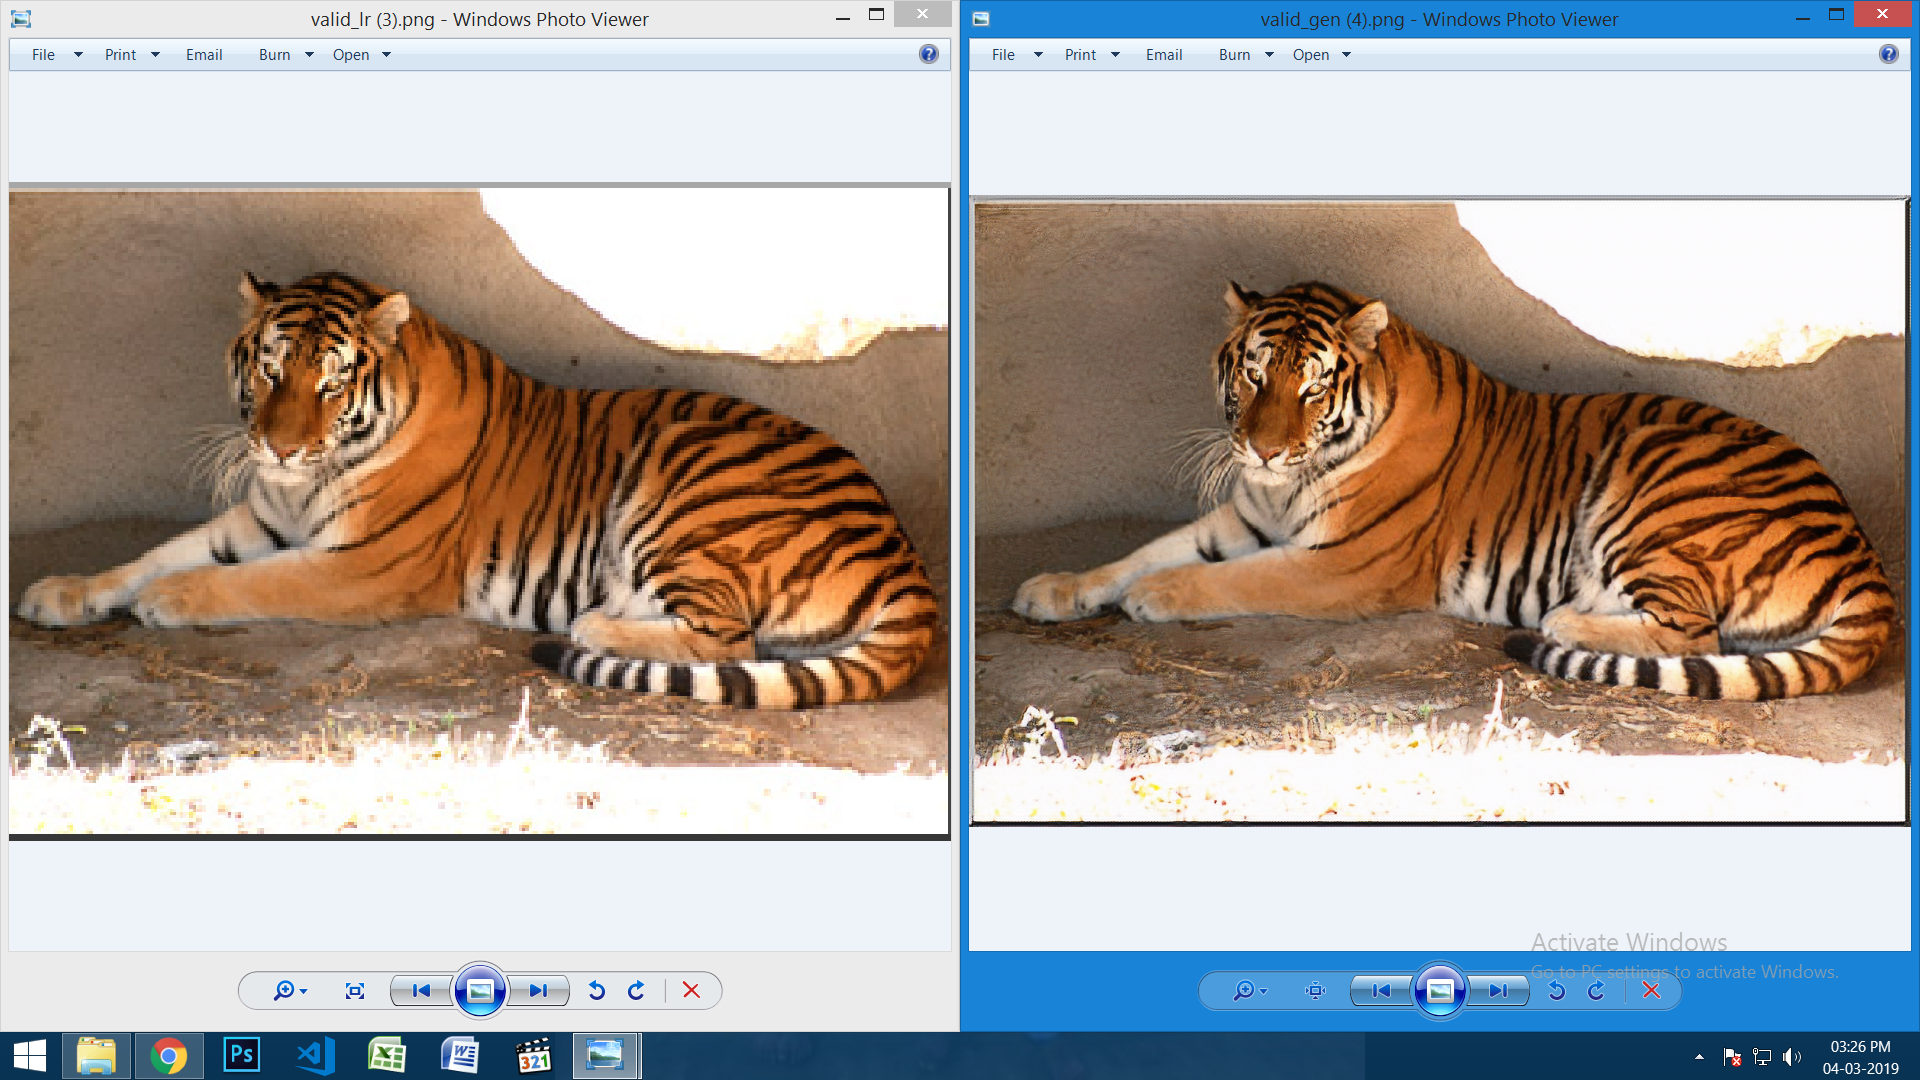 valid_lr (3).png - Windows Photo Viewer
File Print Email Burn Open
valid_gen (4).png - Windows Photo Viewer
File Print Email Burn Open
Activate Windows
Go to PC settings to activate Windows.
Ps
321
03:26 PM
04-03-2019